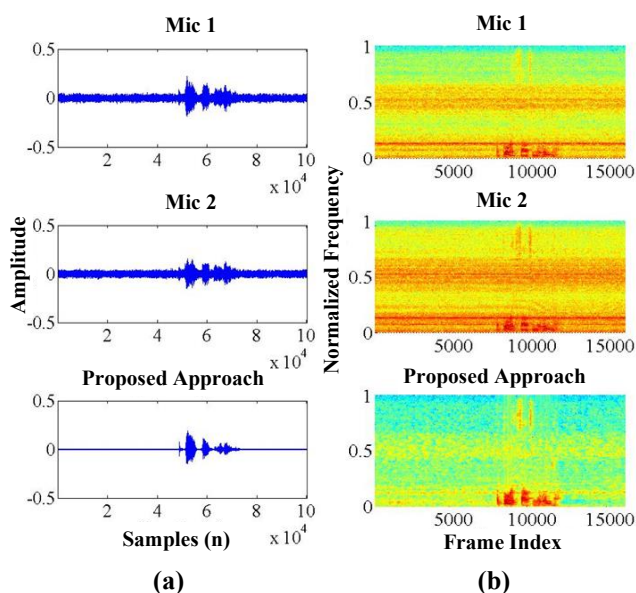 Mic 1
0.5
0
-0.5
0 2 4 6 8 10
x 10^4
Mic 2
0.5
0
-0.5
0 2 4 6 8 10
x 10^4
Proposed Approach
0.5
0
-0.5
0 2 4 6 8 10
x 10^4
Amplitude
Samples (n)
(a)
Mic 1
1
0.5
0
5000 10000 15000
Mic 2
1
0.5
0
5000 10000 15000
Proposed Approach
1
0.5
0
5000 10000 15000
Normalized Frequency
Frame Index
(b)